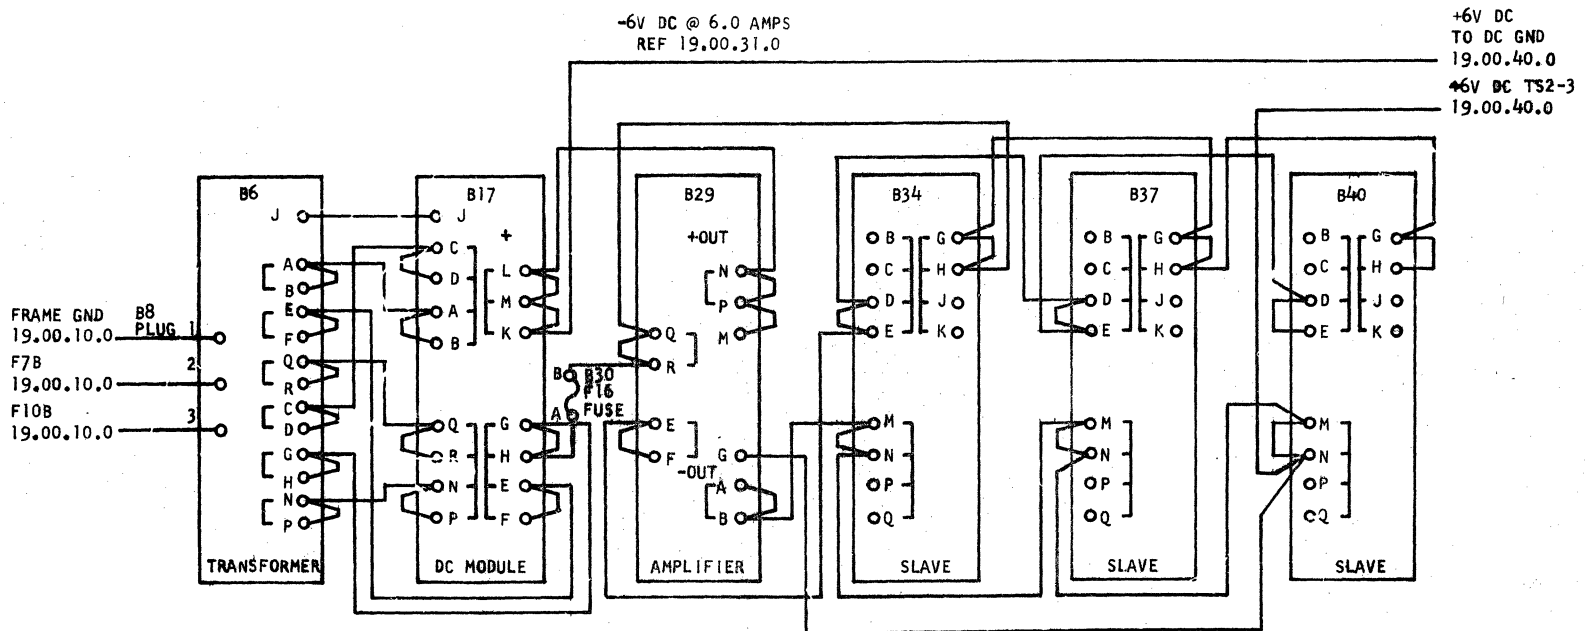 -6V DC @ 6.0 AMPS
REF 19.00.31.0
+6V DC
TO DC GND
19.00.40.0
+6V DC TS2-3
19.00.40.0
FRAME GND
19.00.10.0
B8
PLUG 1
F7B
19.00.10.0
2
F10B
19.00.10.0
3
B6
J
A
B
E
F
Q
R
C
D
G
H
N
P
TRANSFORMER
B17
J
+
C
D
A
B
L
M
K
Q
R
N
P
G
H
E
F
DC MODULE
B
B30
F16
FUSE
A
B29
+OUT
N
P
M
Q
R
E
F
G
-OUT
A
B
AMPLIFIER
B34
B G
C H
D J
E K
M
N
P
Q
SLAVE
B37
B G
C H
D J
E K
M
N
P
Q
SLAVE
B40
B G
C H
D J
E K
M
N
P
Q
SLAVE